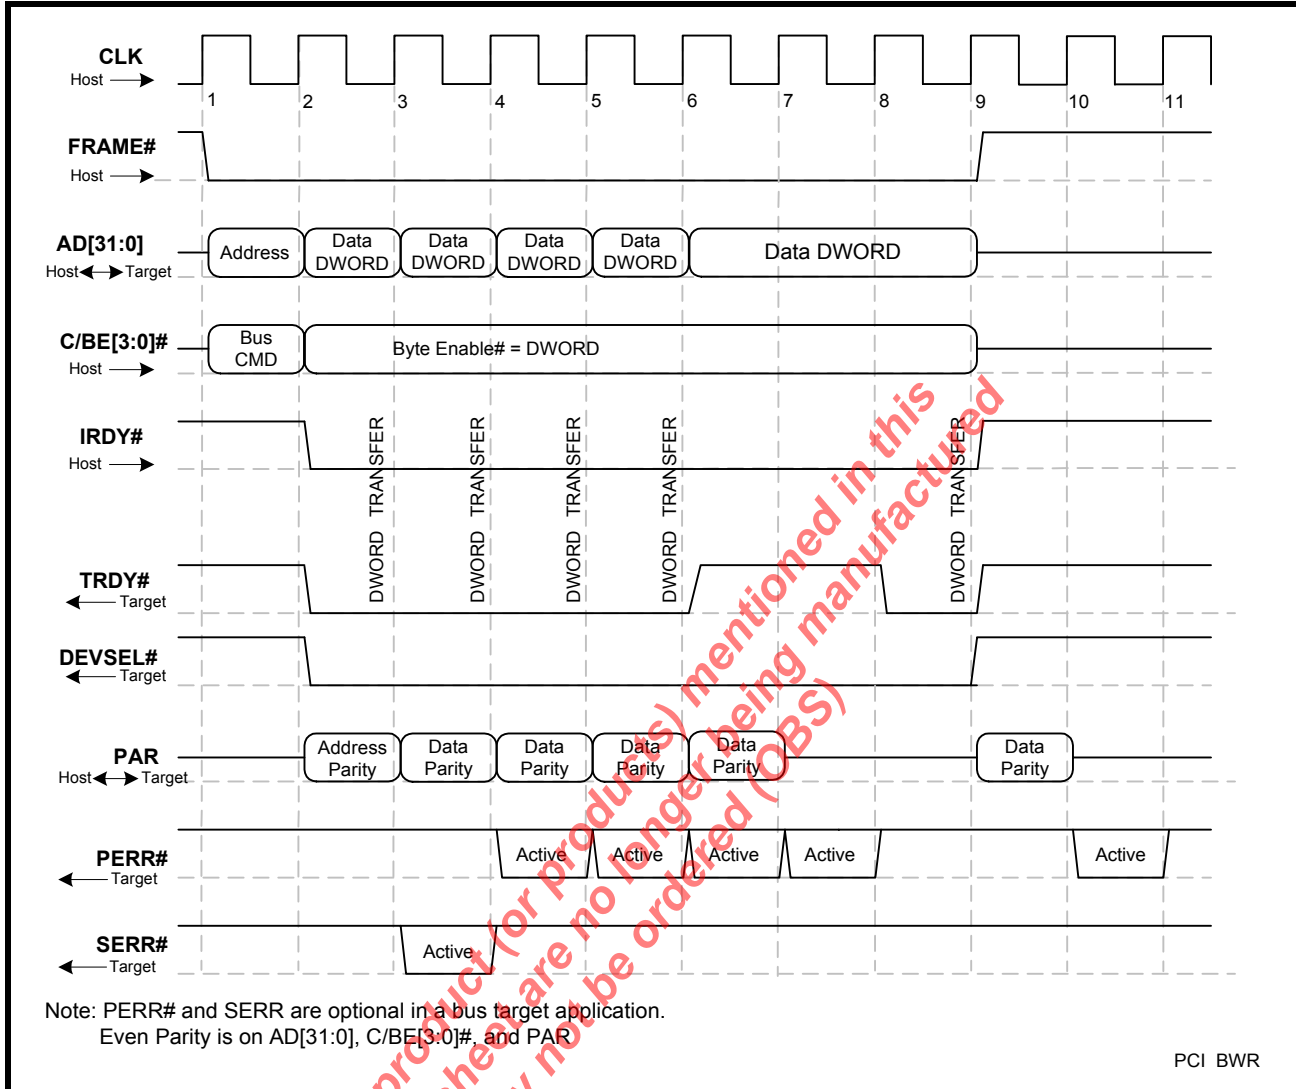 CLK
Host
1 2 3 4 5 6 7 8 9 10 11
FRAME#
Host
AD[31:0]
Host Target
Address
Data
DWORD
Data
DWORD
Data
DWORD
Data
DWORD
Data DWORD
C/BE[3:0]#
Host
Bus
CMD
Byte Enable# = DWORD
IRDY#
Host
DWORD TRANSFER
DWORD TRANSFER
DWORD TRANSFER
DWORD TRANSFER
DWORD TRANSFER
TRDY#
Target
DEVSEL#
Target
PAR
Host Target
Address
Parity
Data
Parity
Data
Parity
Data
Parity
Data
Parity
Data
Parity
PERR#
Target
Active
Active
Active
Active
Active
SERR#
Target
Active
Note: PERR# and SERR are optional in a bus target application.
Even Parity is on AD[31:0], C/BE[3:0]#, and PAR
PCI BWR
product (or products) mentioned in this
sheet are no longer being manufactured
not be ordered (OBS)